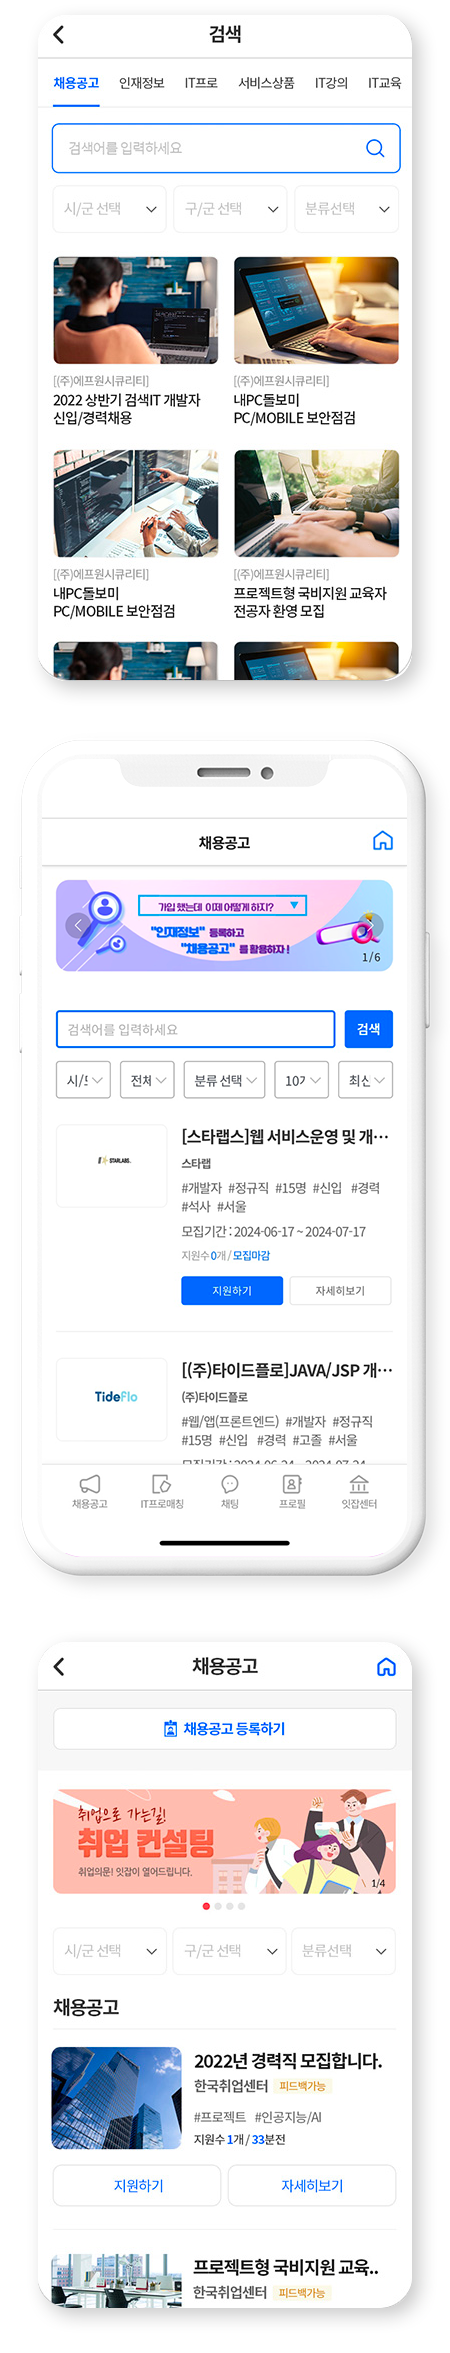 검색
채용공고 인재정보 IT프로 서비스상품 IT강의 IT교육
검색어를 입력하세요
시/군 선택 구/군 선택 분류선택
[(주)에프원시큐리티] [(주)에프원시큐리티]
2022 상반기 검색IT 개발자 내PC돌보미
신입/경력채용 PC/MOBILE 보안점검
[(주)에프원시큐리티] [(주)에프원시큐리티]
내PC돌보미 프로젝트형 국비지원 교육자
PC/MOBILE 보안점검 전공자 환영 모집
채용공고
가입 했는데 이제 어떻게 하지? ▼
"인재정보" 등록하고
"채용공고" 를 활용하자!
1/6
검색어를 입력하세요 검색
시/ 전체 분류 선택 10 최신
[스타랩스]웹 서비스운영 및 개…
STARLABS.
스타랩
#개발자 #정규직 #15명 #신입 #경력
#석사 #서울
모집기간 : 2024-06-17 ~ 2024-07-17
지원수 0개 / 모집마감
지원하기 자세히보기
[(주)타이드플로]JAVA/JSP 개…
TideFlo
(주)타이드플로
#웹/앱(프론트엔드) #개발자 #정규직
#15명 #신입 #경력 #고졸 #서울
모집기간 : 2024-06-24 ~ 2024-07-24
채용공고 IT프로매칭 채팅 프로필 잇잡센터
채용공고
채용공고 등록하기
취업으로 가는길!
취업 컨설팅
취업의문! 잇잡이 열어드립니다.
1/4
시/군 선택 구/군 선택 분류선택
채용공고
2022년 경력직 모집합니다.
한국취업센터 피드백가능
#프로젝트 #인공지능/AI
지원수 1개 / 33분전
지원하기 자세히보기
프로젝트형 국비지원 교육..
한국취업센터 피드백가능